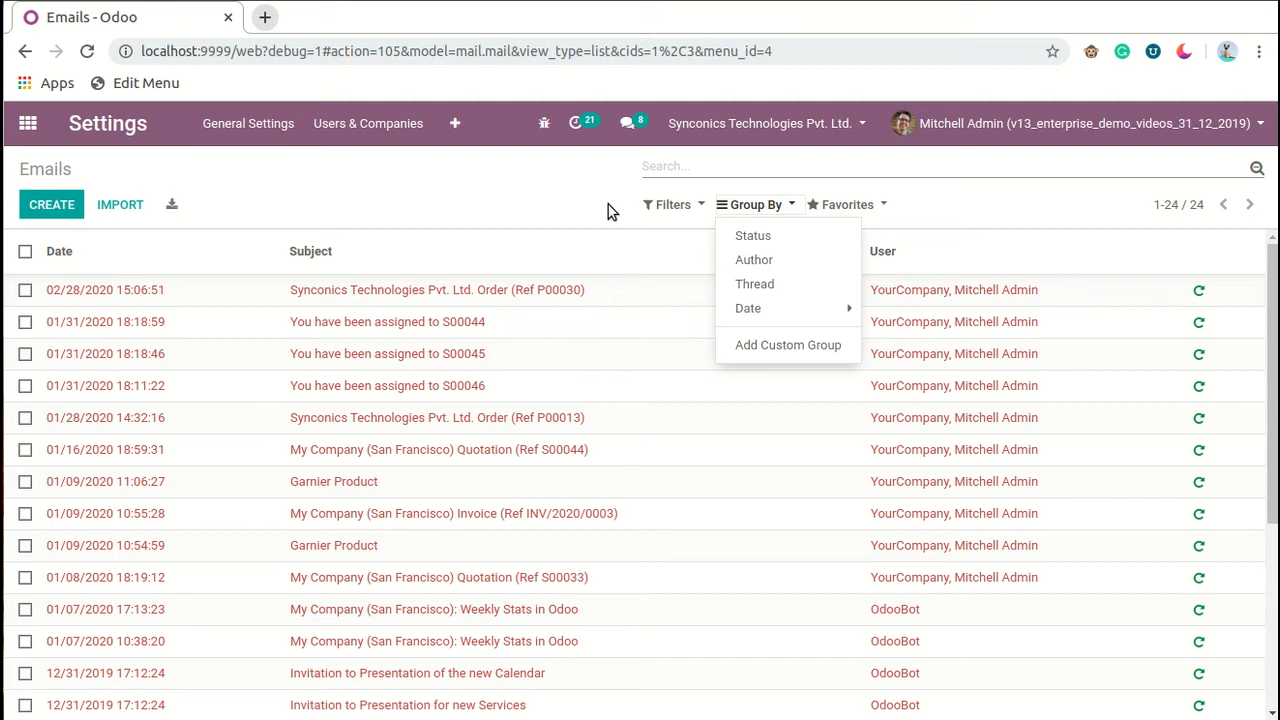 Emails - Odoo
localhost:9999/web?debug=1#action=105&model=mail.mail&view_type=list&cids=1%2C3&menu_id=4
Apps Edit Menu
Settings General Settings Users & Companies 21 8 Synconics Technologies Pvt. Ltd. Mitchell Admin (v13_enterprise_demo_videos_31_12_2019)
Emails Search...
CREATE IMPORT Filters Group By Favorites 1-24 / 24
Status
Author
Thread
Date
Add Custom Group
Date Subject User
02/28/2020 15:06:51 Synconics Technologies Pvt. Ltd. Order (Ref P00030) YourCompany, Mitchell Admin
01/31/2020 18:18:59 You have been assigned to S00044 YourCompany, Mitchell Admin
01/31/2020 18:18:46 You have been assigned to S00045 YourCompany, Mitchell Admin
01/31/2020 18:11:22 You have been assigned to S00046 YourCompany, Mitchell Admin
01/28/2020 14:32:16 Synconics Technologies Pvt. Ltd. Order (Ref P00013) YourCompany, Mitchell Admin
01/16/2020 18:59:31 My Company (San Francisco) Quotation (Ref S00044) YourCompany, Mitchell Admin
01/09/2020 11:06:27 Garnier Product YourCompany, Mitchell Admin
01/09/2020 10:55:28 My Company (San Francisco) Invoice (Ref INV/2020/0003) YourCompany, Mitchell Admin
01/09/2020 10:54:59 Garnier Product YourCompany, Mitchell Admin
01/08/2020 18:19:12 My Company (San Francisco) Quotation (Ref S00033) YourCompany, Mitchell Admin
01/07/2020 17:13:23 My Company (San Francisco): Weekly Stats in Odoo OdooBot
01/07/2020 10:38:20 My Company (San Francisco): Weekly Stats in Odoo OdooBot
12/31/2019 17:12:24 Invitation to Presentation of the new Calendar OdooBot
12/31/2019 17:12:24 Invitation to Presentation for new Services OdooBot